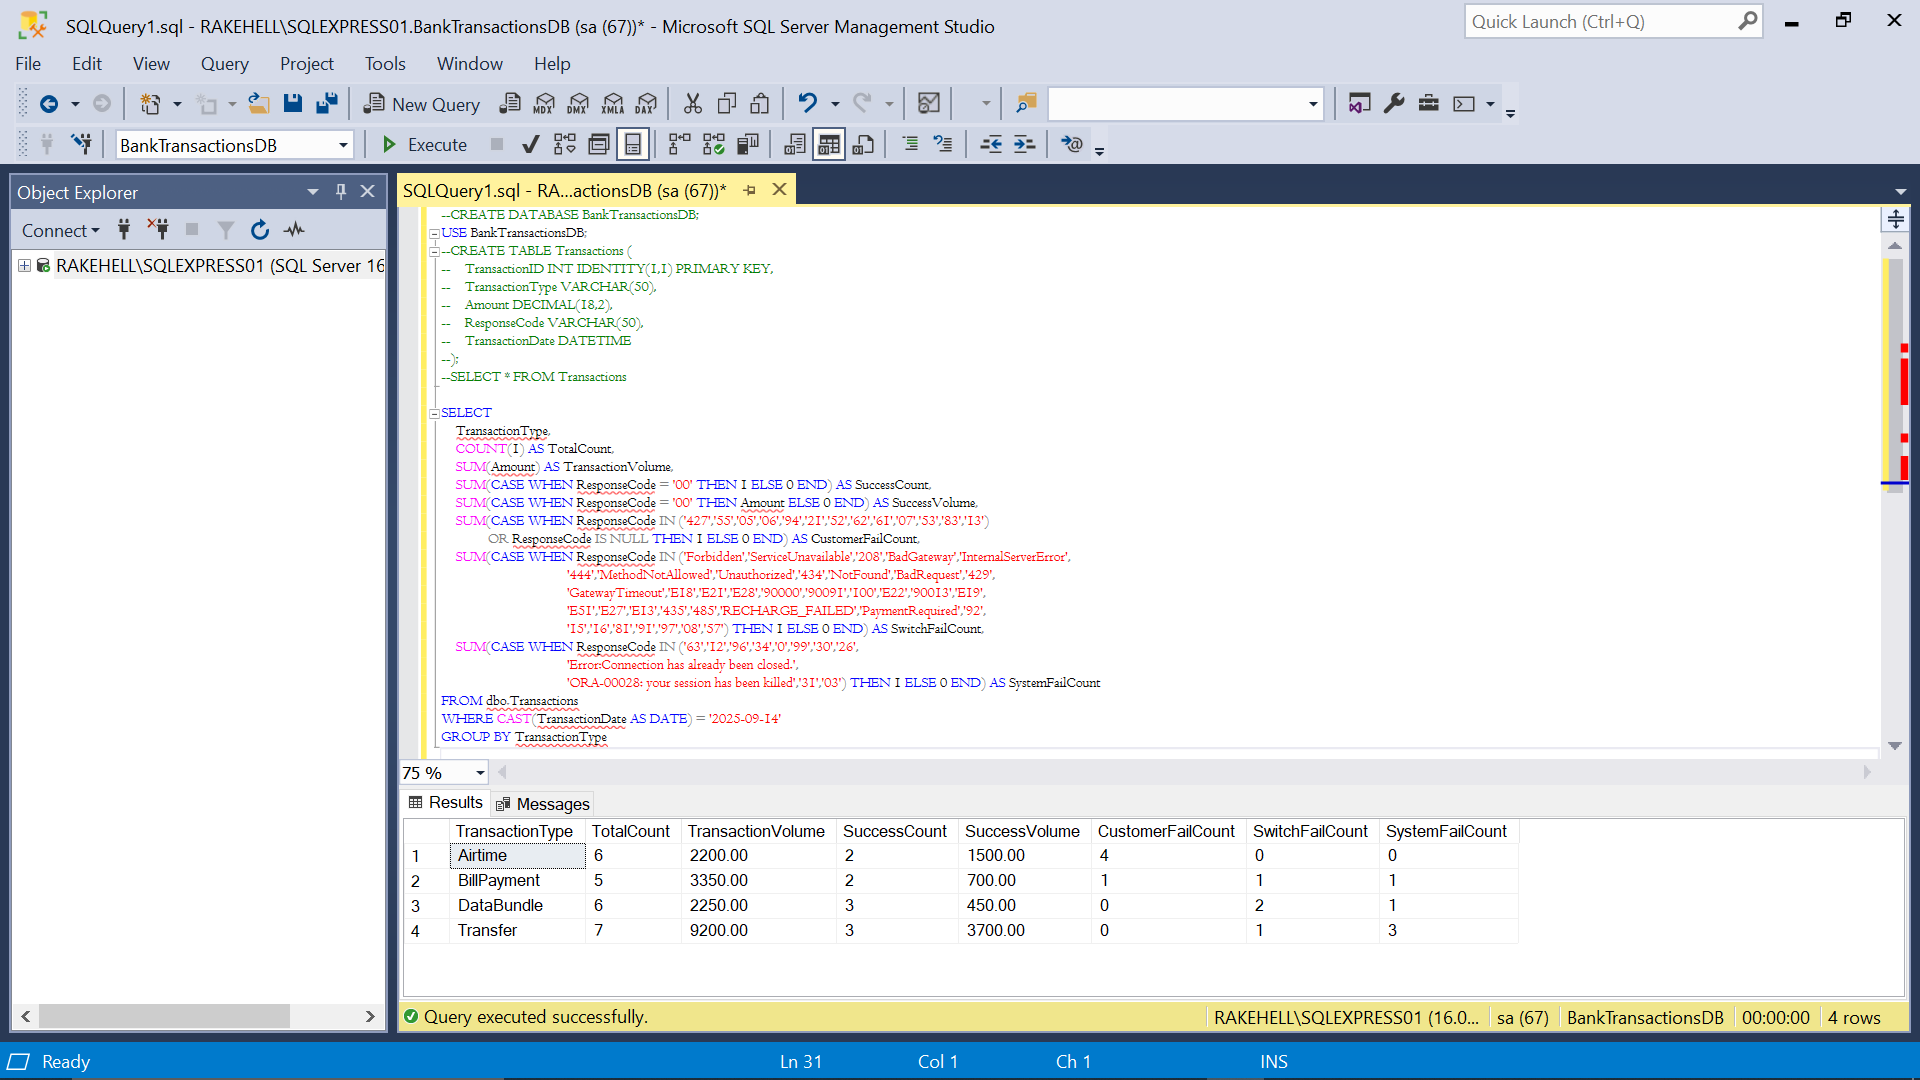 SQLQuery1.sql - RAKEHELL\SQLEXPRESS01.BankTransactionsDB (sa (67))* - Microsoft SQL Server Management Studio
Quick Launch (Ctrl+Q)
File Edit View Query Project Tools Window Help
New Query MDX DMX XMLA DAX
BankTransactionsDB Execute
Object Explorer
Connect
RAKEHELL\SQLEXPRESS01 (SQL Server 16
SQLQuery1.sql - RA...actionsDB (sa (67))*
--CREATE DATABASE BankTransactionsDB;
USE BankTransactionsDB;
--CREATE TABLE Transactions (
-- TransactionID INT IDENTITY(1,1) PRIMARY KEY,
-- TransactionType VARCHAR(50),
-- Amount DECIMAL(18,2),
-- ResponseCode VARCHAR(50),
-- TransactionDate DATETIME
--);
--SELECT * FROM Transactions
SELECT
TransactionType,
COUNT(1) AS TotalCount,
SUM(Amount) AS TransactionVolume,
SUM(CASE WHEN ResponseCode = '00' THEN 1 ELSE 0 END) AS SuccessCount,
SUM(CASE WHEN ResponseCode = '00' THEN Amount ELSE 0 END) AS SuccessVolume,
SUM(CASE WHEN ResponseCode IN ('427','55','05','06','94','21','52','62','61','07','53','83','13')
OR ResponseCode IS NULL THEN 1 ELSE 0 END) AS CustomerFailCount,
SUM(CASE WHEN ResponseCode IN ('Forbidden','ServiceUnavailable','208','BadGateway','InternalServerError',
'444','MethodNotAllowed','Unauthorized','434','NotFound','BadRequest','429',
'GatewayTimeout','E18','E21','E28','90000','90091','100','E22','90013','E19',
'E51','E27','E13','435','485','RECHARGE_FAILED','PaymentRequired','92',
'15','16','81','91','97','08','57') THEN 1 ELSE 0 END) AS SwitchFailCount,
SUM(CASE WHEN ResponseCode IN ('63','12','96','34','0','99','30','26',
'Error:Connection has already been closed.',
'ORA-00028: your session has been killed','31','03') THEN 1 ELSE 0 END) AS SystemFailCount
FROM dbo.Transactions
WHERE CAST(TransactionDate AS DATE) = '2025-09-14'
GROUP BY TransactionType
75 %
Results Messages
TransactionType TotalCount TransactionVolume SuccessCount SuccessVolume CustomerFailCount SwitchFailCount SystemFailCount
1 Airtime 6 2200.00 2 1500.00 4 0 0
2 BillPayment 5 3350.00 2 700.00 1 1 1
3 DataBundle 6 2250.00 3 450.00 0 2 1
4 Transfer 7 9200.00 3 3700.00 0 1 3
Query executed successfully. RAKEHELL\SQLEXPRESS01 (16.0... sa (67) BankTransactionsDB 00:00:00 4 rows
Ready Ln 31 Col 1 Ch 1 INS